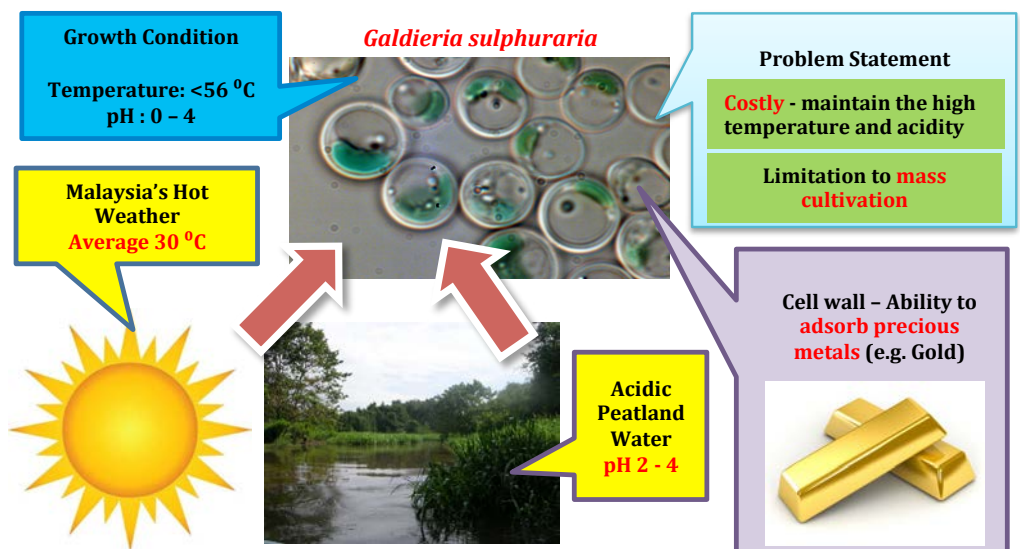 Growth Condition
Temperature: <56 ⁰C
pH : 0 – 4
Galdieria sulphuraria
Problem Statement
Costly - maintain the high
temperature and acidity
Limitation to mass
cultivation
Malaysia’s Hot
Weather
Average 30 ⁰C
Acidic
Peatland
Water
pH 2 - 4
Cell wall – Ability to
adsorb precious
metals (e.g. Gold)